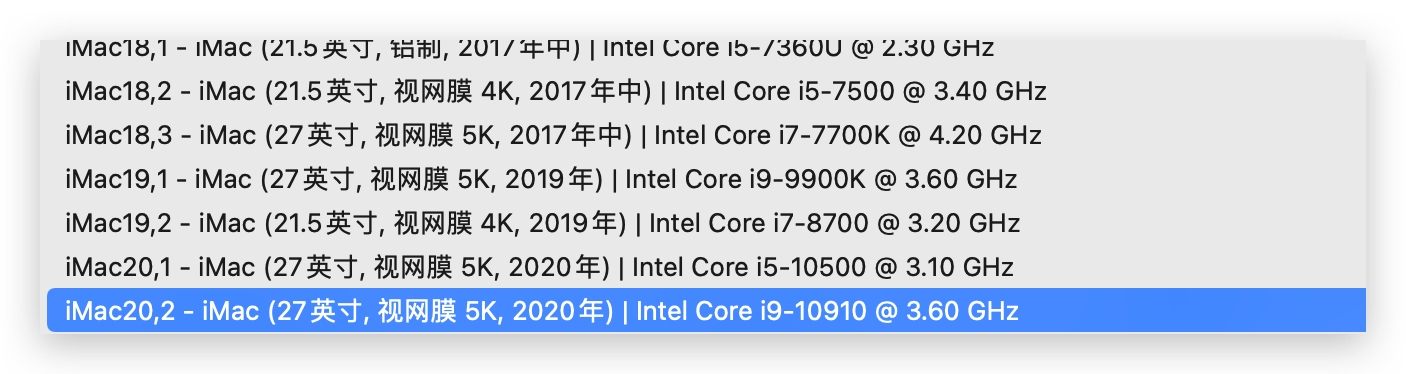 iMac18,1 - iMac (21.5英寸, 铝制, 2017年中) | Intel Core i5-7360U @ 2.30 GHz
iMac18,2 - iMac (21.5英寸, 视网膜 4K, 2017年中) | Intel Core i5-7500 @ 3.40 GHz
iMac18,3 - iMac (27英寸, 视网膜 5K, 2017年中) | Intel Core i7-7700K @ 4.20 GHz
iMac19,1 - iMac (27英寸, 视网膜 5K, 2019年) | Intel Core i9-9900K @ 3.60 GHz
iMac19,2 - iMac (21.5英寸, 视网膜 4K, 2019年) | Intel Core i7-8700 @ 3.20 GHz
iMac20,1 - iMac (27英寸, 视网膜 5K, 2020年) | Intel Core i5-10500 @ 3.10 GHz
iMac20,2 - iMac (27英寸, 视网膜 5K, 2020年) | Intel Core i9-10910 @ 3.60 GHz